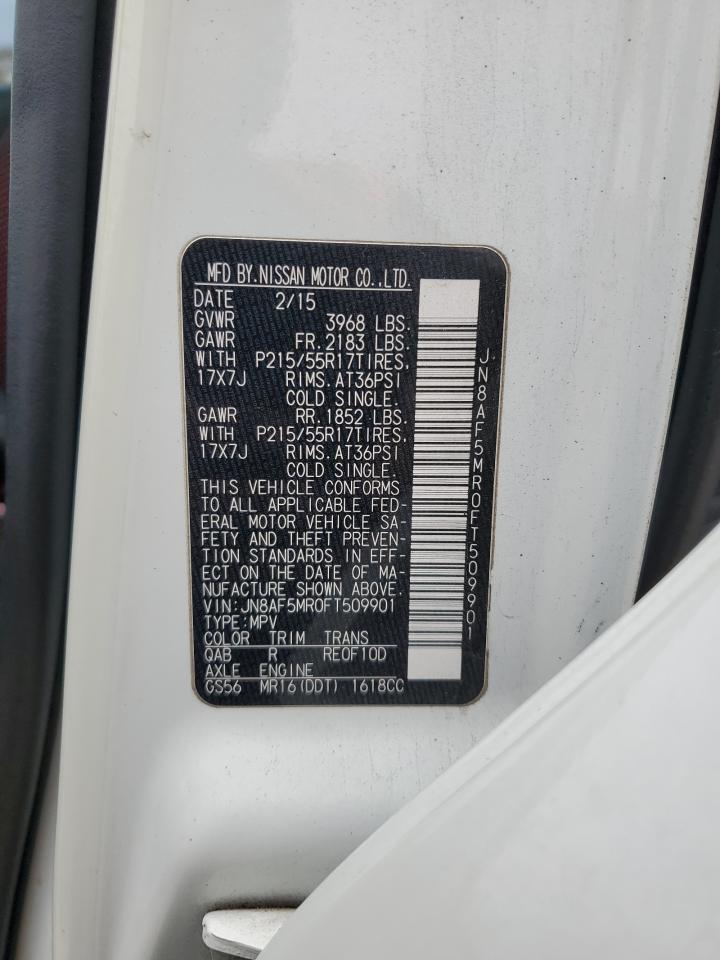 MFD BY.NISSAN MOTOR CO.,LTD.
DATE 2/15
GVWR 3968 LBS.
GAWR FR.2183 LBS.
WITH P215/55R17TIRES,
17X7J RIMS.AT36PSI
COLD SINGLE.
GAWR RR.1852 LBS.
WITH P215/55R17TIRES,
17X7J RIMS.AT36PSI
COLD SINGLE.
THIS VEHICLE CONFORMS
TO ALL APPLICABLE FED-
ERAL MOTOR VEHICLE SA-
FETY AND THEFT PREVEN-
TION STANDARDS IN EFF-
ECT ON THE DATE OF MA-
NUFACTURE SHOWN ABOVE.
VIN:JN8AF5MR0FT509901
TYPE:MPV
COLOR TRIM TRANS
QAB R RE0F10D
AXLE ENGINE
GS56 MR16(DDT) 1618CC
JN8AF5MR0FT509901